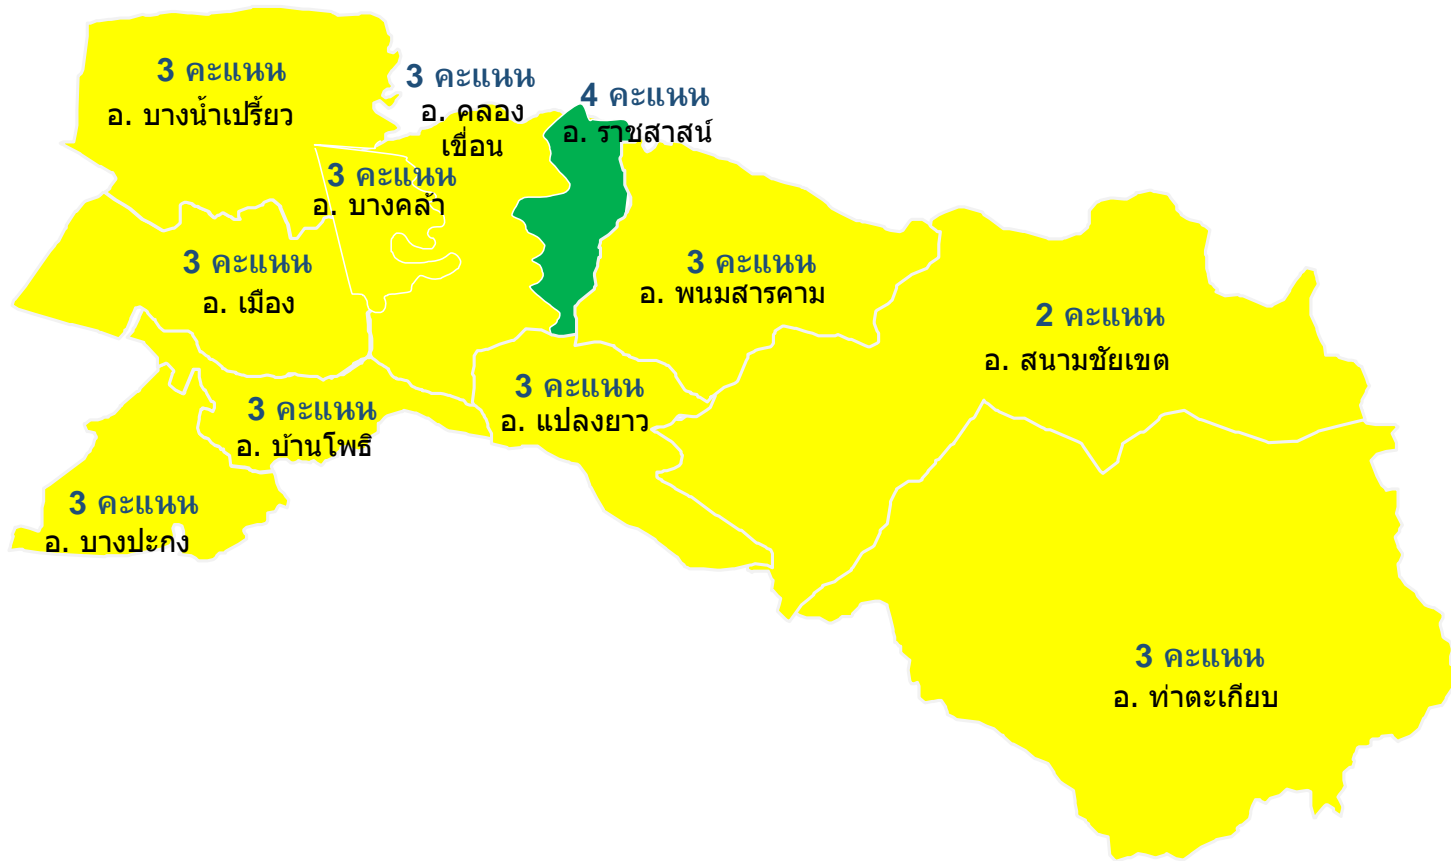 3 คะแนน
อ. บางน้ำเปรี้ยว
3 คะแนน
อ. คลอง
เขื่อน
4 คะแนน
อ. ราชสาสน์
3 คะแนน
อ. บางคล้า
3 คะแนน
อ. เมือง
3 คะแนน
อ. พนมสารคาม
2 คะแนน
อ. สนามชัยเขต
3 คะแนน
อ. แปลงยาว
3 คะแนน
อ. บ้านโพธิ
3 คะแนน
อ. บางปะกง
3 คะแนน
อ. ท่าตะเกียบ